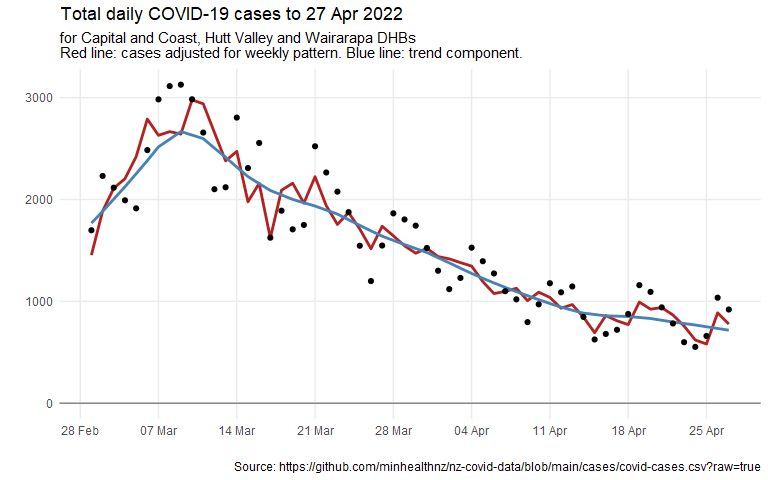 Total daily COVID-19 cases to 27 Apr 2022
for Capital and Coast, Hutt Valley and Wairarapa DHBs
Red line: cases adjusted for weekly pattern. Blue line: trend component.
3000
2000
1000
0
28 Feb 07 Mar 14 Mar 21 Mar 28 Mar 04 Apr 11 Apr 18 Apr 25 Apr
Source: https://github.com/minhealthnz/nz-covid-data/blob/main/cases/covid-cases.csv?raw=true